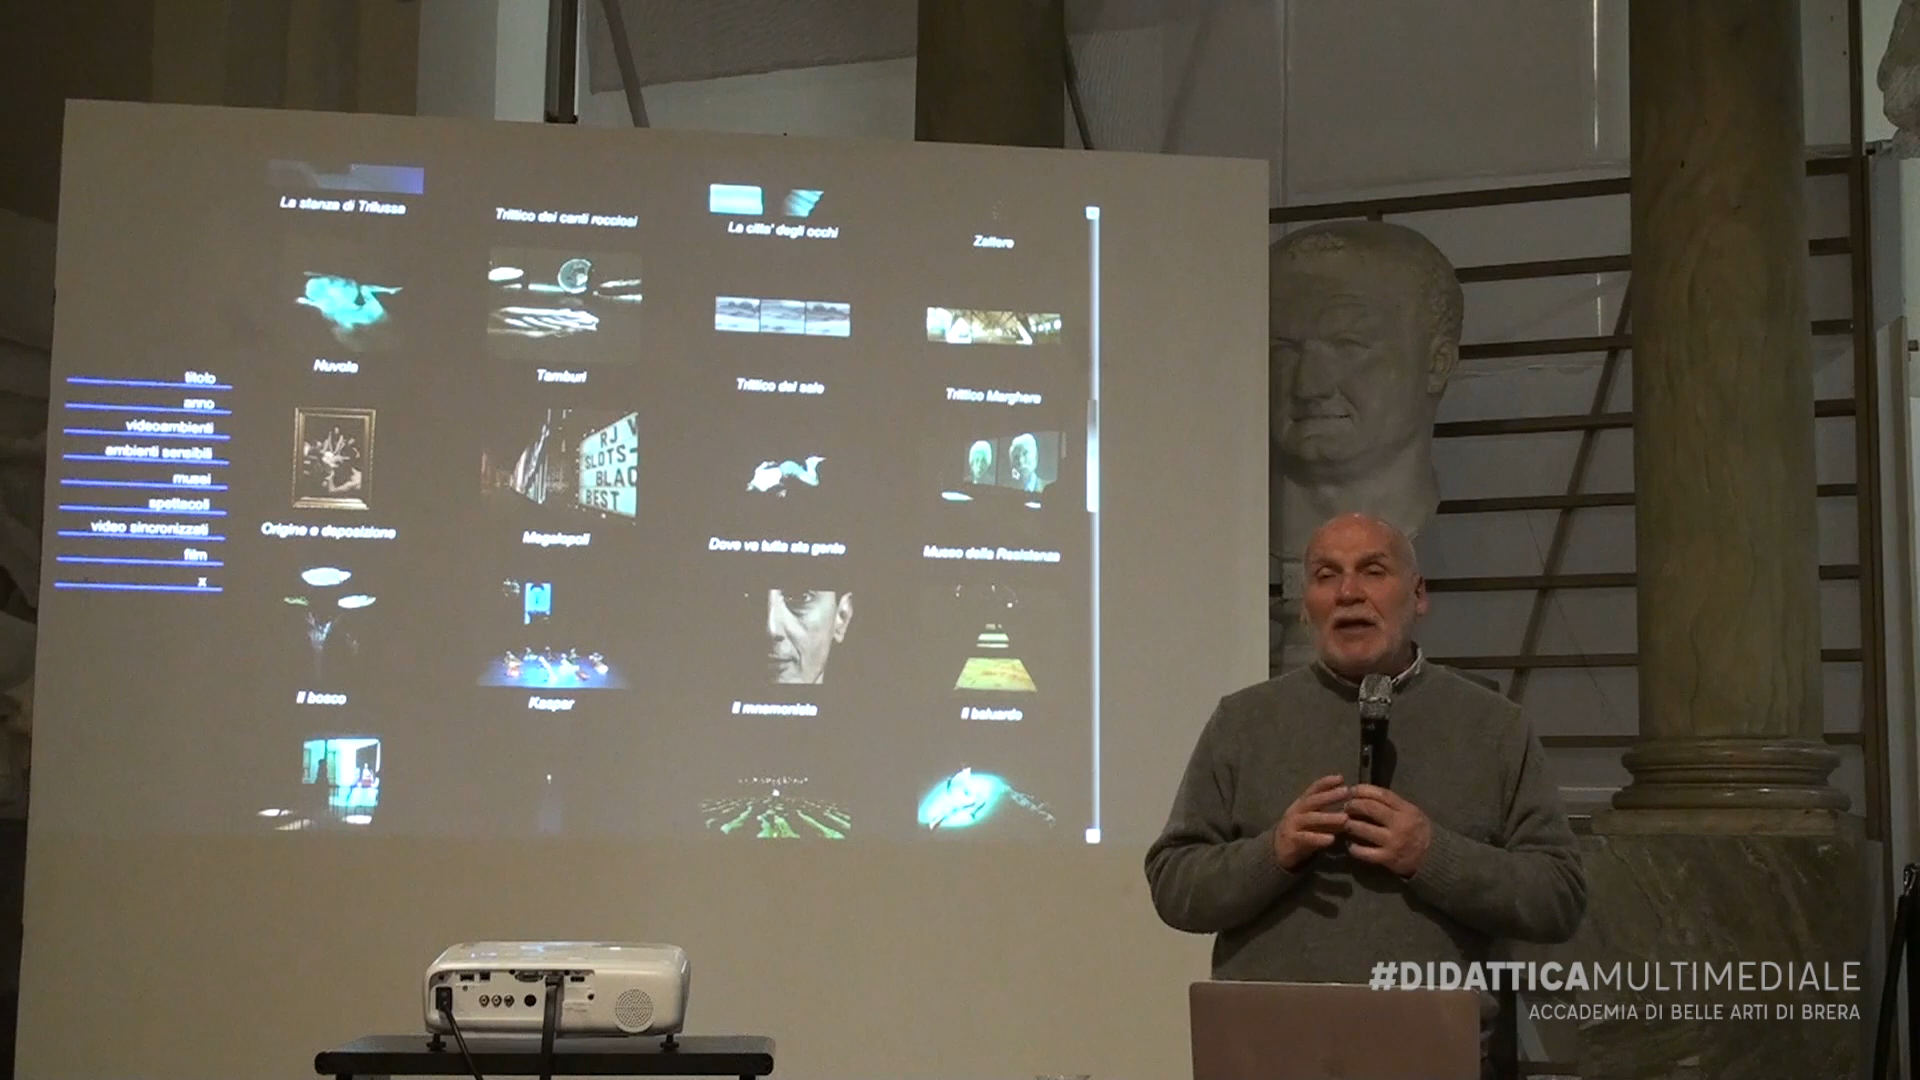 La stanza di Trilussa
Trittico dei canti rocciosi
La citta' degli occhi
Zattere
Nuvole
Tamburi
Trittico del sale
Trittico Marghera
titolo
anno
videoambienti
ambienti sensibili
musei
spettacoli
video sincronizzati
film
x
RJ
SLOTS-
BLAC
BEST
Origine e deposizione
Megalopoli
Dove va tutta sta gente
Museo della Resistenza
Il bosco
Kaspar
Il mnemonista
Il baluardo
#DIDATTICAMULTIMEDIALE
ACCADEMIA DI BELLE ARTI DI BRERA